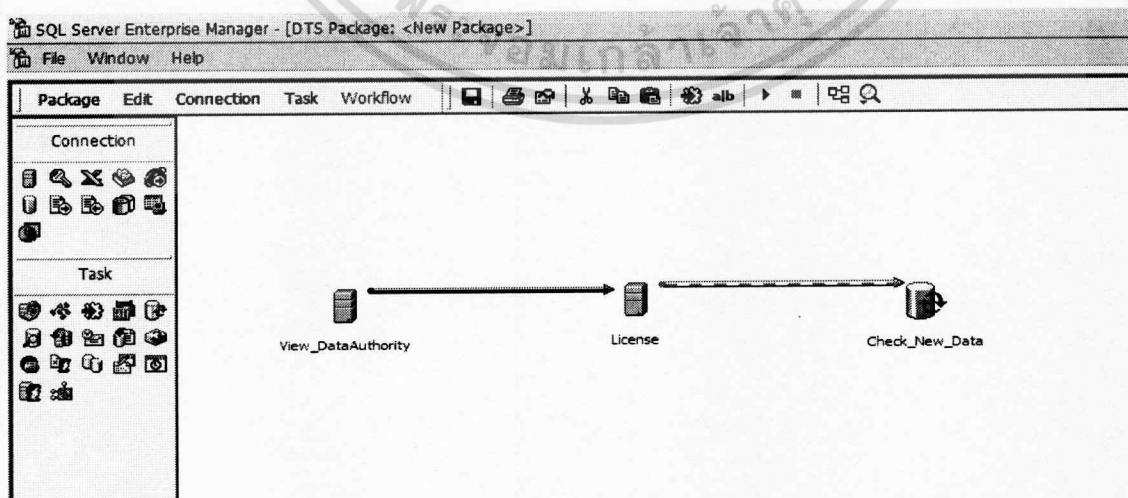 SQL Server Enterprise Manager - [DTS Package: <New Package>]
File Window Help
Package Edit Connection Task Workflow
Connection
Task
View_DataAuthority
License
Check_New_Data